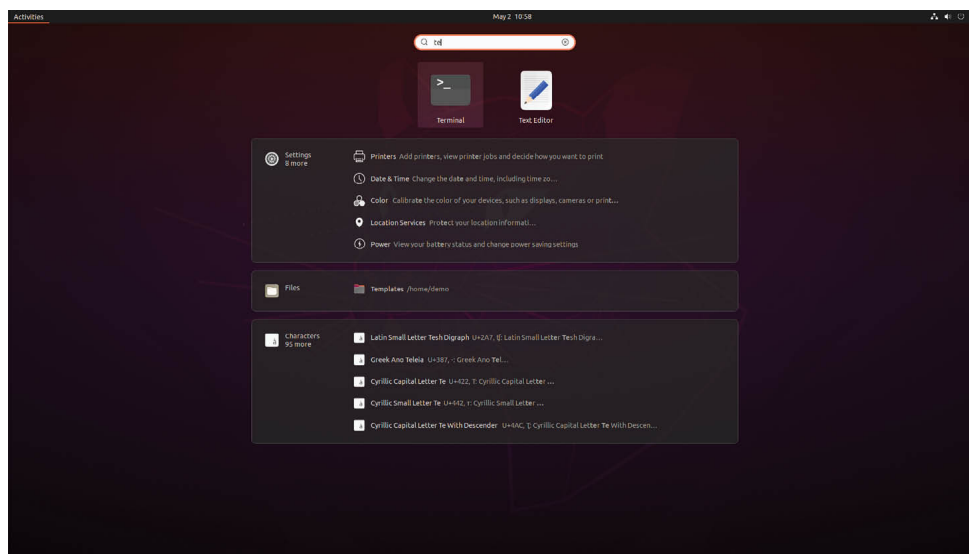 Activities
May 2 10:58
te
>_
Terminal
Text Editor
Settings
8 more
Printers Add printers, view printer jobs and decide how you want to print
Date & Time Change the date and time, including time zo...
Color Calibrate the color of your devices, such as displays, cameras or print...
Location Services Protect your location informati...
Power View your battery status and change power saving settings
Files
Templates /home/demo
Characters
95 more
Latin Small Letter Tesh Digraph U+2A7, ʧ: Latin Small Letter Tesh Digra...
Greek Ano Teleia U+387, ·: Greek Ano Tel...
Cyrillic Capital Letter Te U+422, Т: Cyrillic Capital Letter ...
Cyrillic Small Letter Te U+442, т: Cyrillic Small Letter ...
Cyrillic Capital Letter Te With Descender U+4AC, Ҭ: Cyrillic Capital Letter Te With Descen...